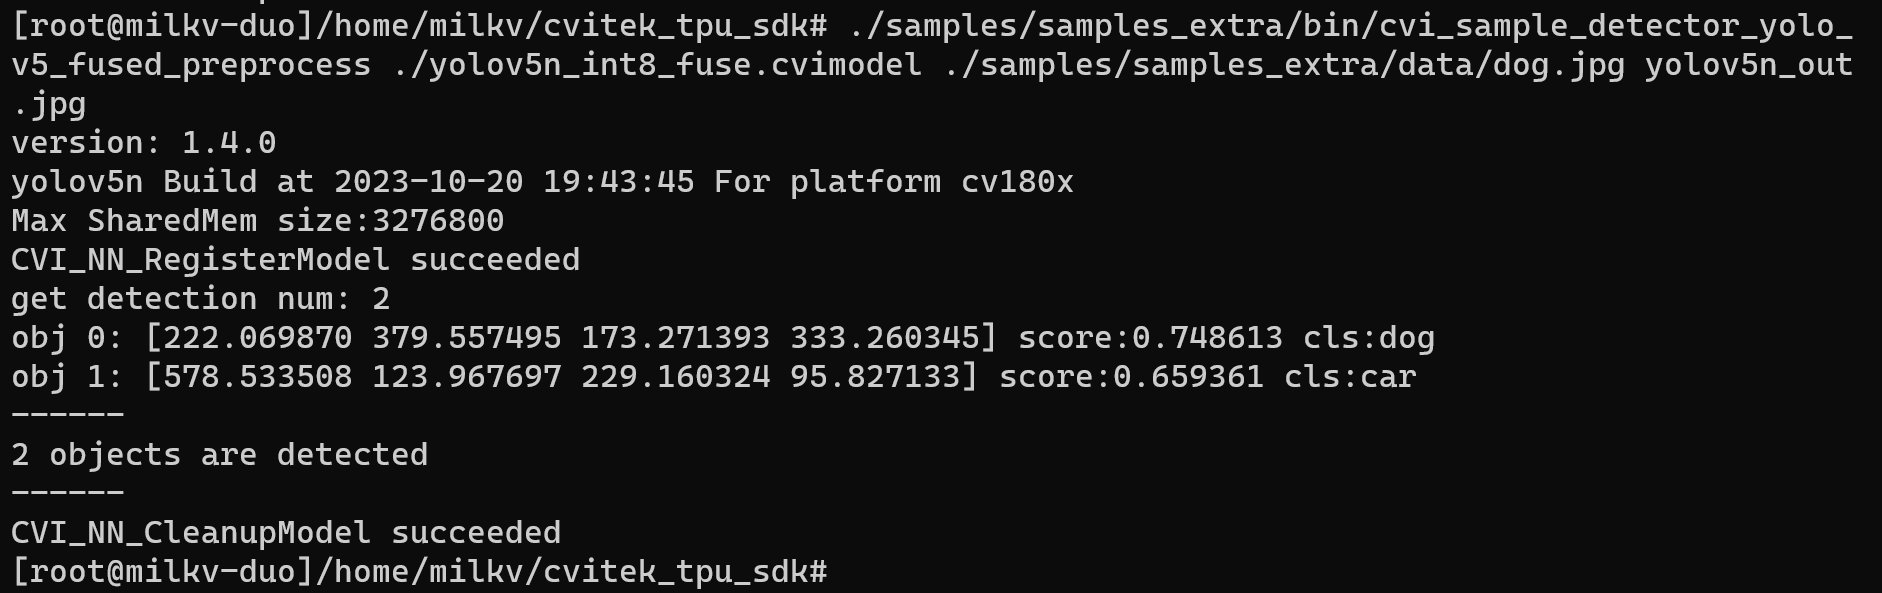 [root@milkv-duo]/home/milkv/cvitek_tpu_sdk# ./samples/samples_extra/bin/cvi_sample_detector_yolo_
v5_fused_preprocess ./yolov5n_int8_fuse.cvimodel ./samples/samples_extra/data/dog.jpg yolov5n_out
.jpg
version: 1.4.0
yolov5n Build at 2023-10-20 19:43:45 For platform cv180x
Max SharedMem size:3276800
CVI_NN_RegisterModel succeeded
get detection num: 2
obj 0: [222.069870 379.557495 173.271393 333.260345] score:0.748613 cls:dog
obj 1: [578.533508 123.967697 229.160324 95.827133] score:0.659361 cls:car
------
2 objects are detected
------
CVI_NN_CleanupModel succeeded
[root@milkv-duo]/home/milkv/cvitek_tpu_sdk#